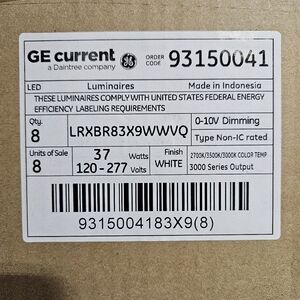 GE current
a Daintree company
ORDER CODE 93150041
LED Luminaires Made in Indonesia
THESE LUMINAIRES COMPLY WITH UNITED STATES FEDERAL ENERGY
EFFICIENCY LABELING REQUIREMENTS
Qty.
8
LRXBR83X9WWVQ
0-10V Dimming
Type Non-IC rated
Units of Sale
8
37 Watts
120 - 277 Volts
Finish
WHITE
2700K/3500K/3000K COLOR TEMP
3000 Series Output
9315004183X9(8)